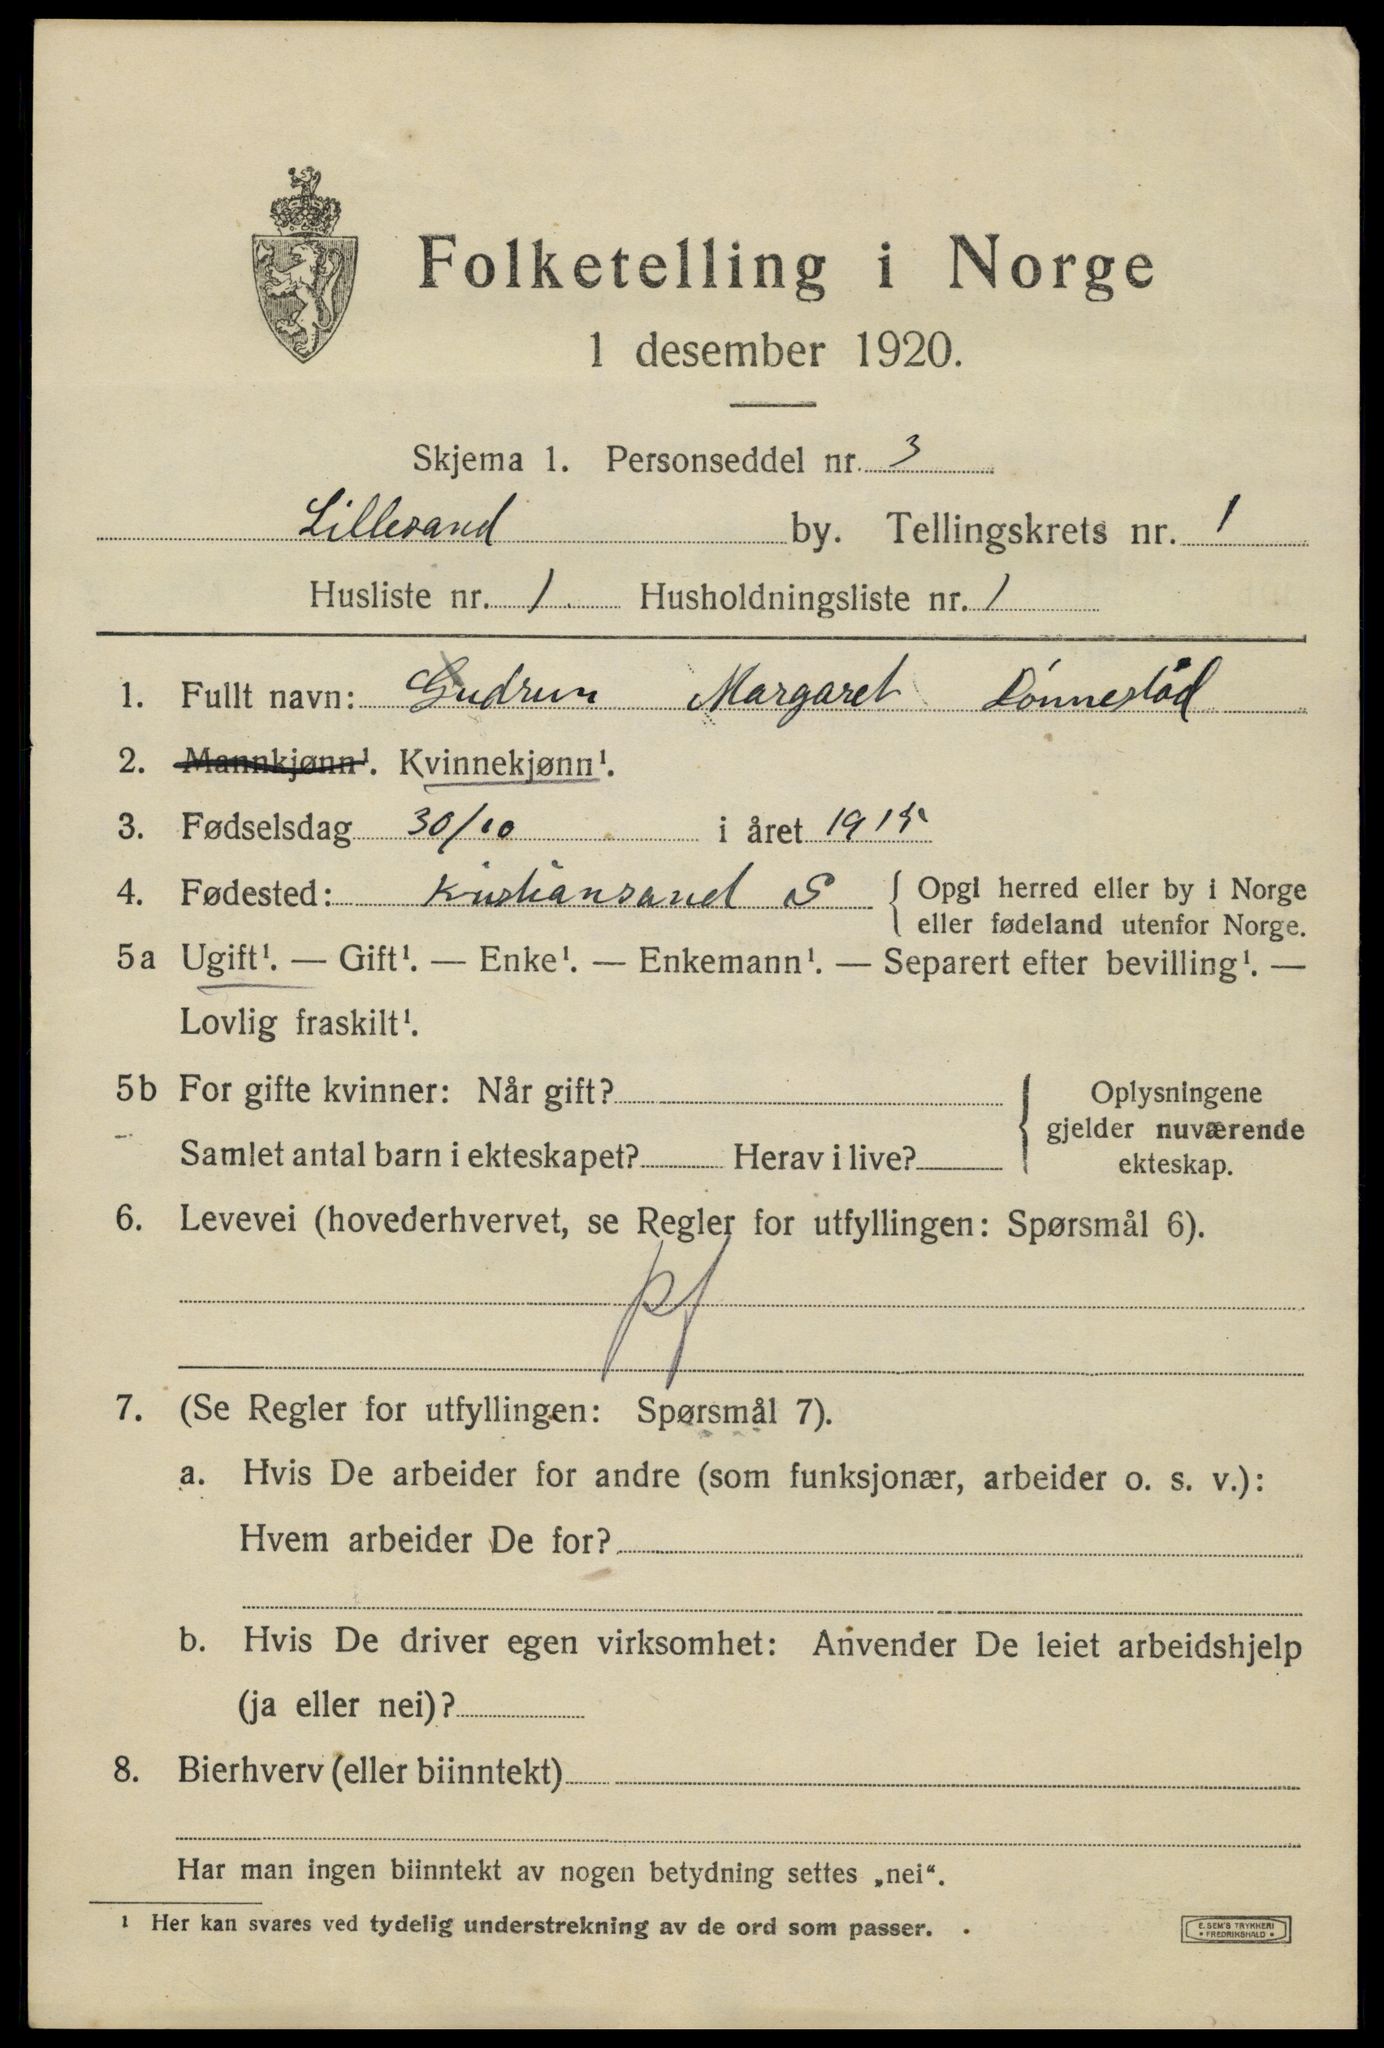 Folketelling i Norge
1 desember 1920.
Skjema 1. Personseddel nr. 3
Lillesand by. Tellingskrets nr. 1
Husliste nr. 1 Husholdningsliste nr. 1
1. Fullt navn: Gudrun Margaret Lønnestad
2. Mannkjønn¹. Kvinnekjønn¹.
3. Fødselsdag 30/10 i året 1915
4. Fødested: Kristiansand S { Opgi herred eller by i Norge
eller fødeland utenfor Norge.
5a Ugift¹. — Gift¹. — Enke¹. — Enkemann¹. — Separert efter bevilling¹. —
Lovlig fraskilt¹.
5b For gifte kvinner: Når gift? { Oplysningene
gjelder nuværende
Samlet antal barn i ekteskapet? Herav i live?
ekteskap.
6. Levevei (hovederhvervet, se Regler for utfyllingen: Spørsmål 6).
pf
7. (Se Regler for utfyllingen: Spørsmål 7).
a. Hvis De arbeider for andre (som funksjonær, arbeider o. s. v.):
Hvem arbeider De for?
b. Hvis De driver egen virksomhet: Anvender De leiet arbeidshjelp
(ja eller nei)?
8. Bierhverv (eller biinntekt)
Har man ingen biinntekt av nogen betydning settes „nei“.
¹ Her kan svares ved tydelig understrekning av de ord som passer.
E. SEM'S TRYKKERI
• FREDRIKSHALD •